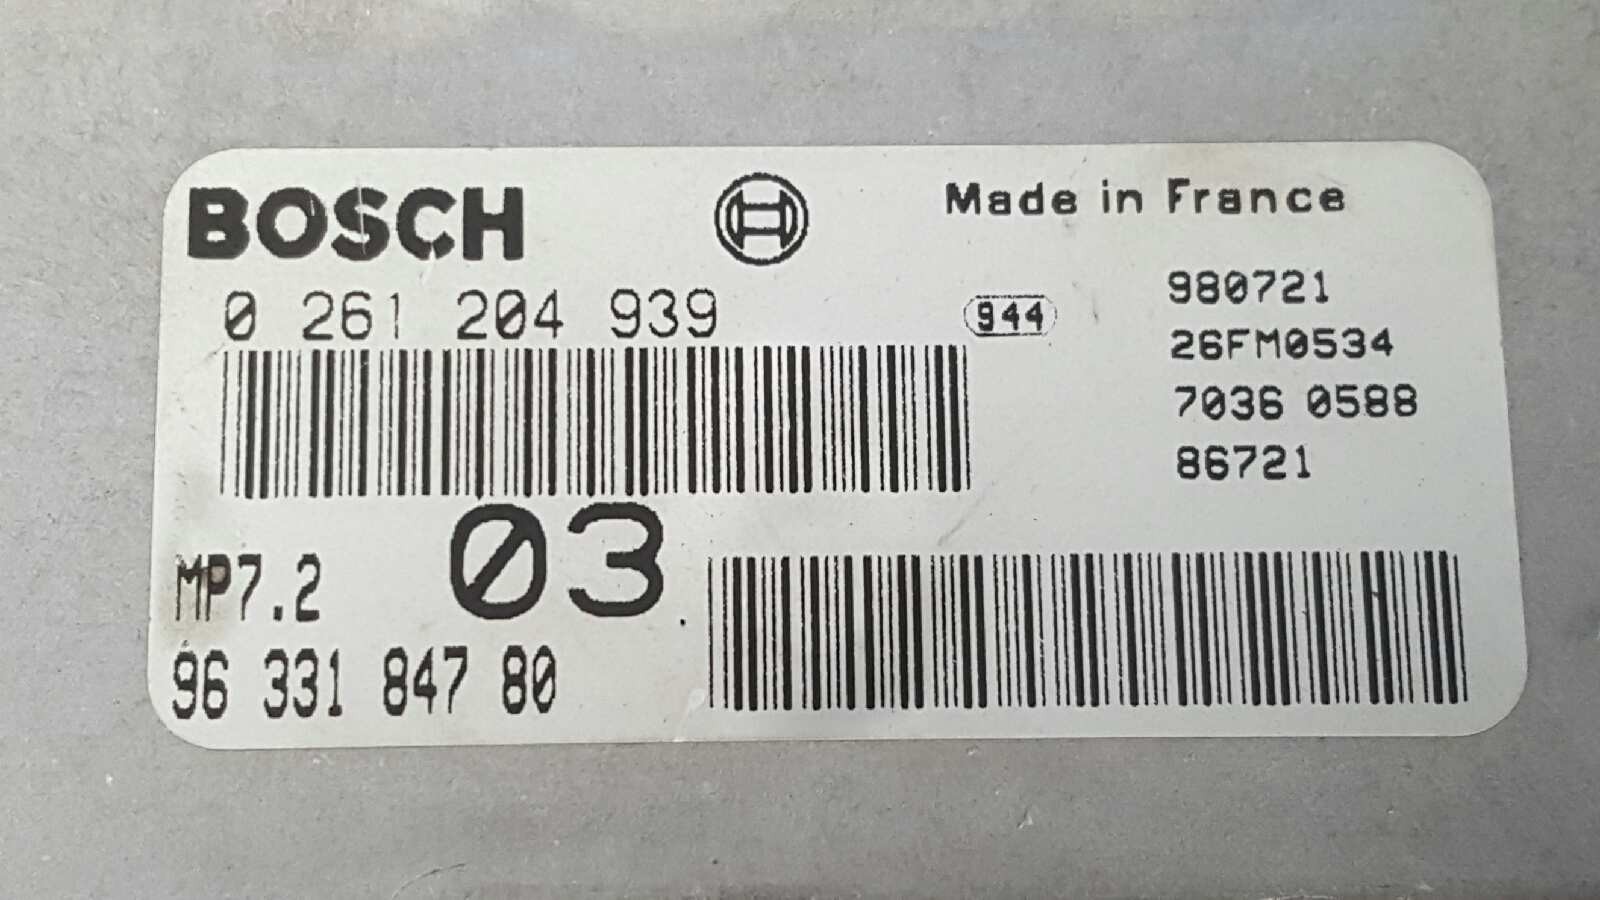 BOSCH
Made in France
0 261 204 939
944
980721
26FM0534
7036 0588
86721
MP7.2
03
96 331 847 80